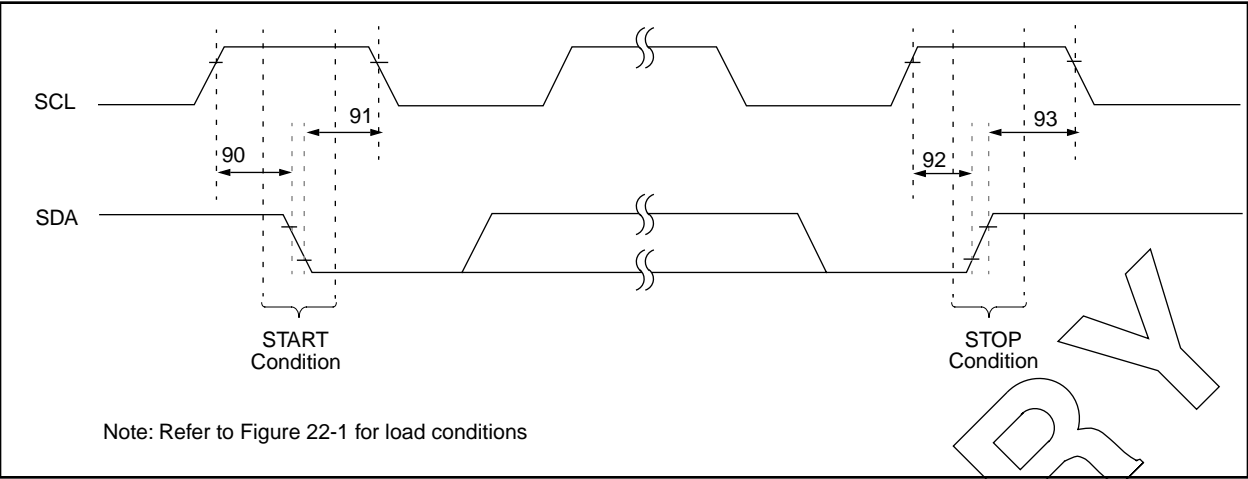 SCL
91
93
90
92
SDA
START
Condition
STOP
Condition
Note: Refer to Figure 22-1 for load conditions
R Y